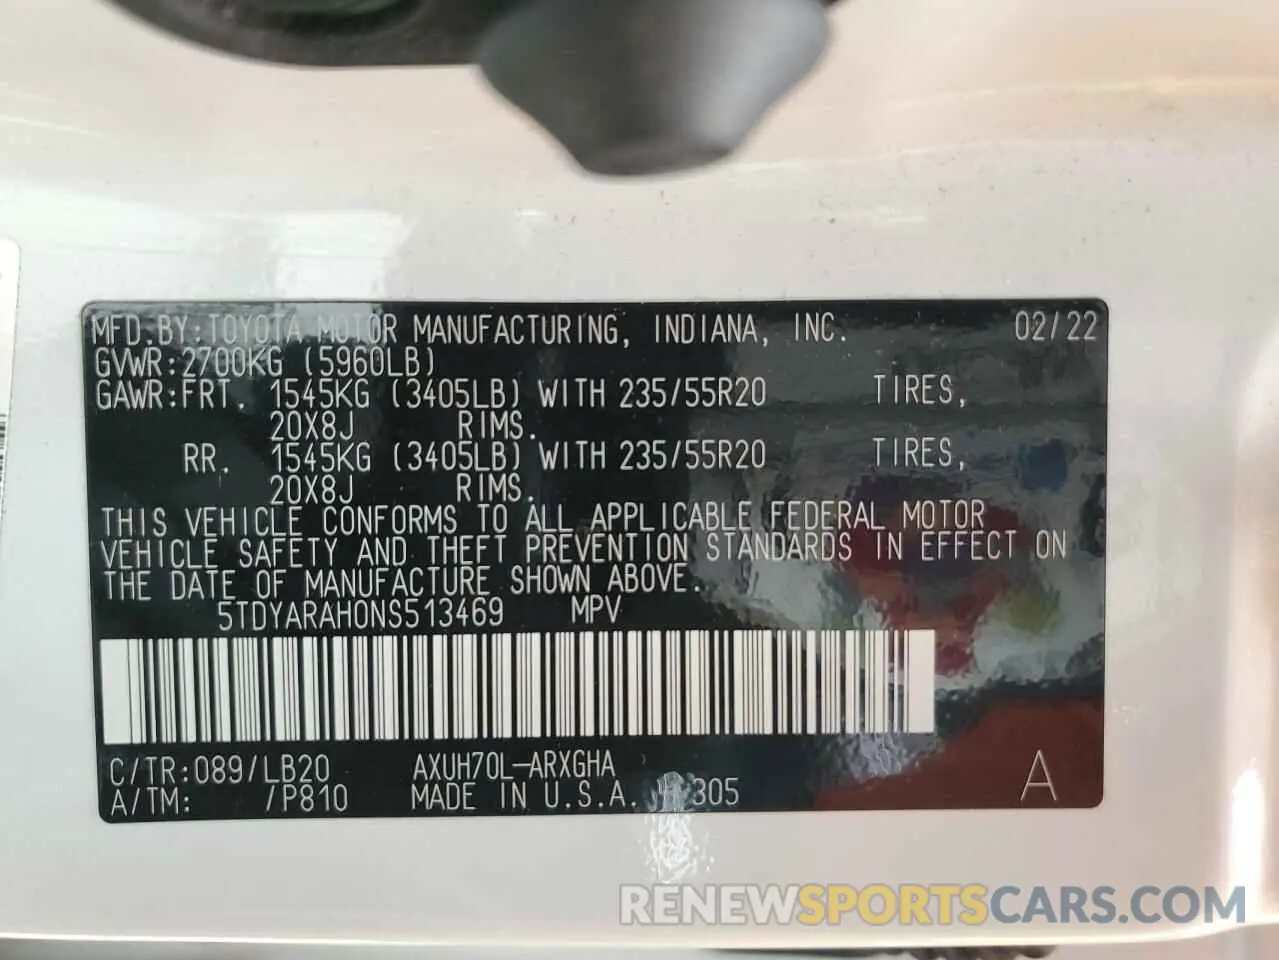 MFD.BY:TOYOTA MOTOR MANUFACTURING, INDIANA, INC. 02/22
GVWR:2700KG (5960LB)
GAWR:FRT. 1545KG (3405LB) WITH 235/55R20 TIRES,
20X8J RIMS.
RR. 1545KG (3405LB) WITH 235/55R20 TIRES,
20X8J RIMS.
THIS VEHICLE CONFORMS TO ALL APPLICABLE FEDERAL MOTOR
VEHICLE SAFETY AND THEFT PREVENTION STANDARDS IN EFFECT ON
THE DATE OF MANUFACTURE SHOWN ABOVE.
5TDYARAH0NS513469 MPV
C/TR:089/LB20 AXUH70L-ARXGHA A
A/TM: /P810 MADE IN U.S.A.
RENEWSPORTSCARS.COM